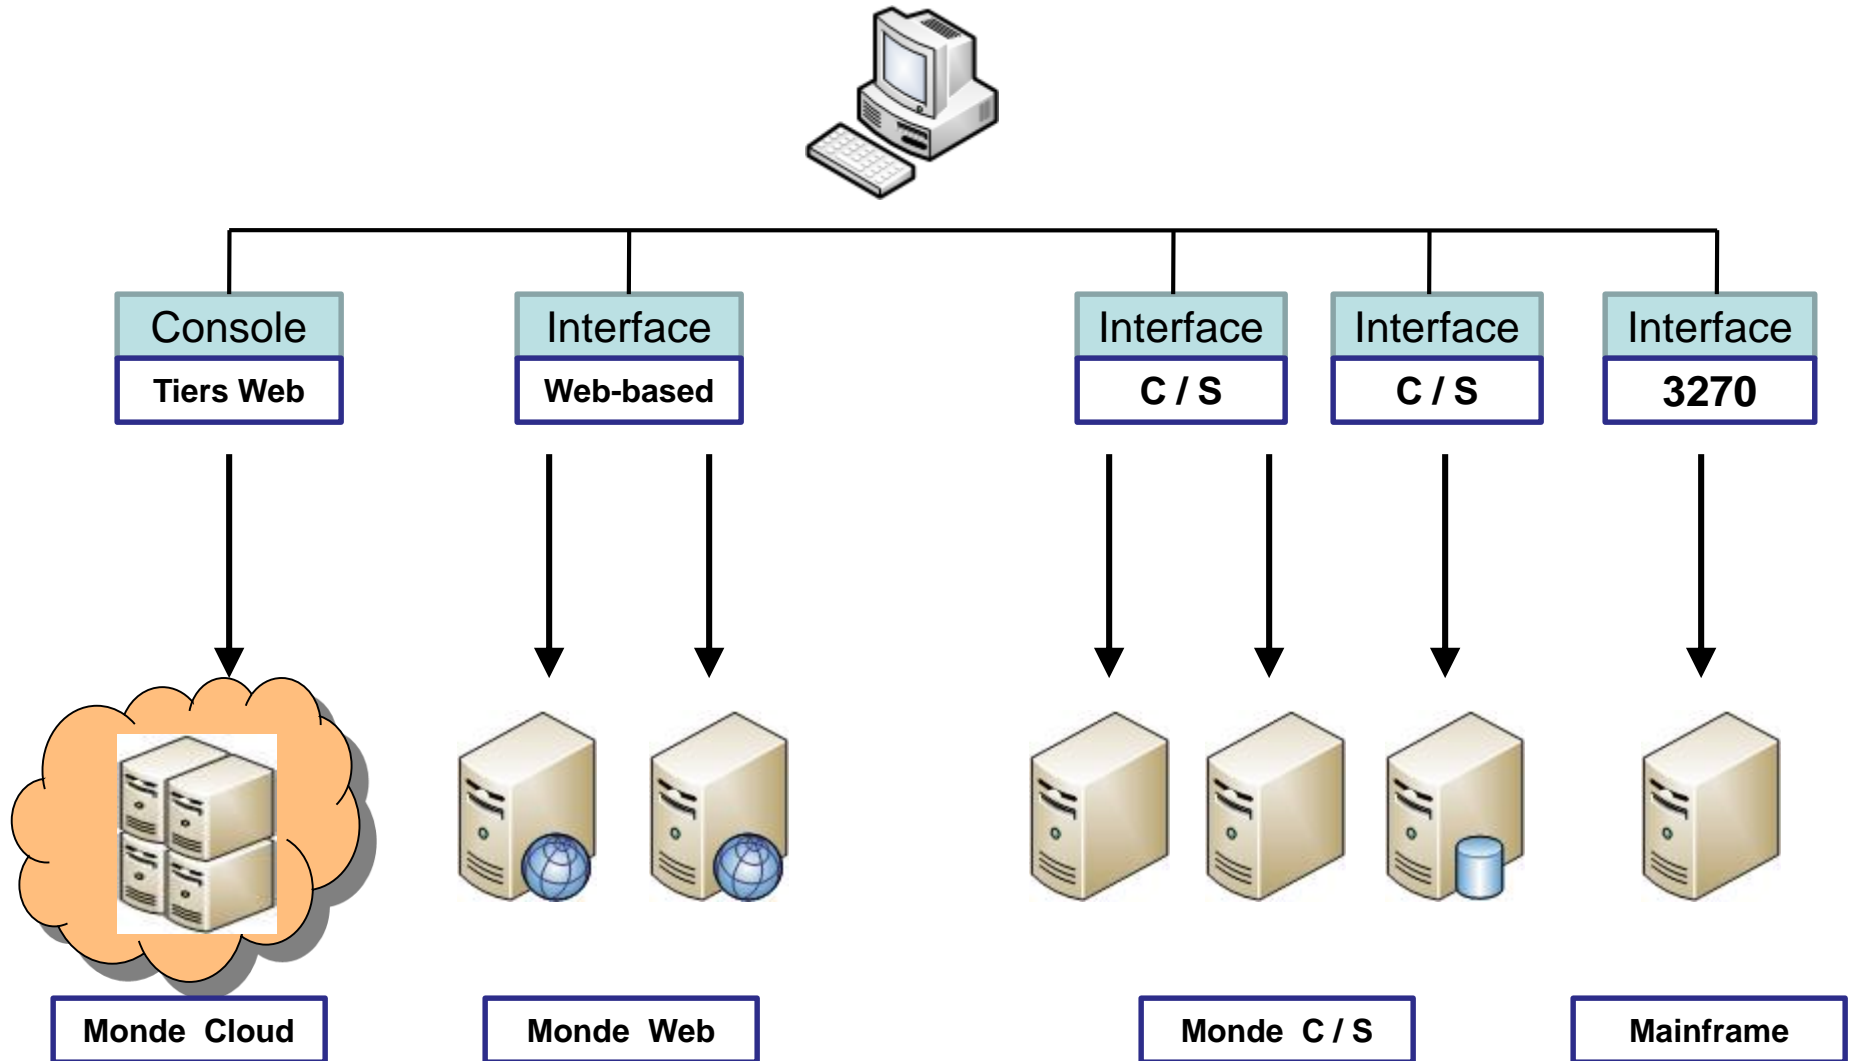 Console
Interface
Interface
Interface
Interface
Tiers Web
Web-based
C / S
C / S
3270
Monde Cloud
Monde Web
Monde C / S
Mainframe